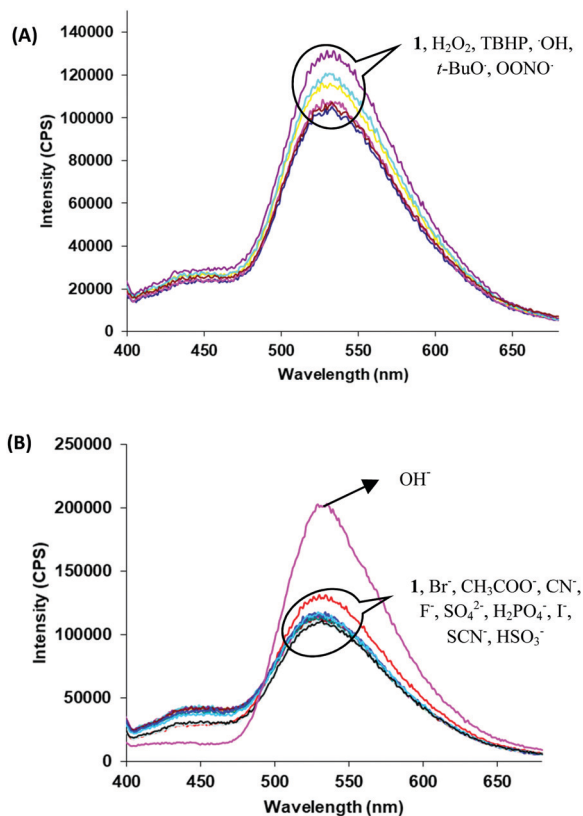 (A)
140000
120000
100000
80000
60000
40000
20000
0
Intensity (CPS)
400 450 500 550 600 650
Wavelength (nm)
1, H₂O₂, TBHP, ·OH,
t-BuO·, OONO·
(B)
250000
200000
150000
100000
50000
0
Intensity (CPS)
400 450 500 550 600 650
Wavelength (nm)
OH⁻
1, Br⁻, CH₃COO⁻, CN⁻,
F⁻, SO₄²⁻, H₂PO₄⁻, I⁻,
SCN⁻, HSO₃⁻